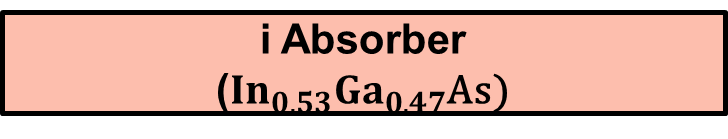 i Absorber
(In₀.₅₃Ga₀.₄₇As)